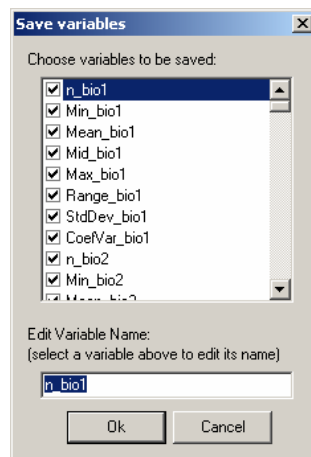 Save variables
Choose variables to be saved:
n_bio1
Min_bio1
Mean_bio1
Mid_bio1
Max_bio1
Range_bio1
StdDev_bio1
CoefVar_bio1
n_bio2
Min_bio2
Mean_bio2
Edit Variable Name:
(select a variable above to edit its name)
n_bio1
Ok Cancel